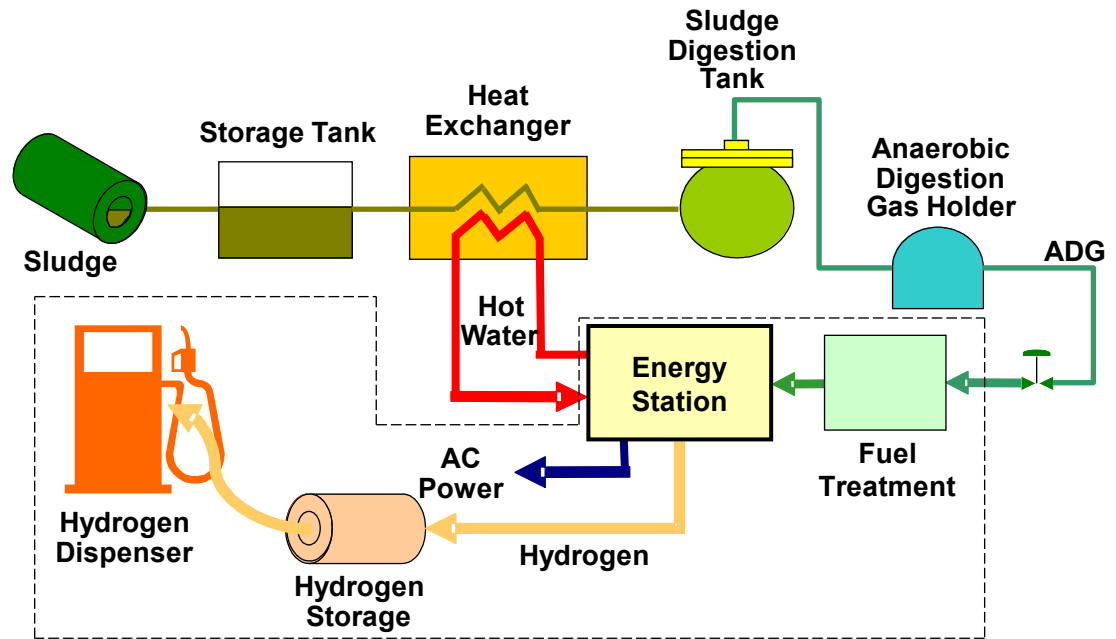 Sludge
Digestion
Tank
Heat
Exchanger
Storage Tank
Anaerobic
Digestion
Gas Holder
Sludge
ADG
Hot
Water
Energy
Station
Fuel
Treatment
AC
Power
Hydrogen
Dispenser
Hydrogen
Hydrogen
Storage